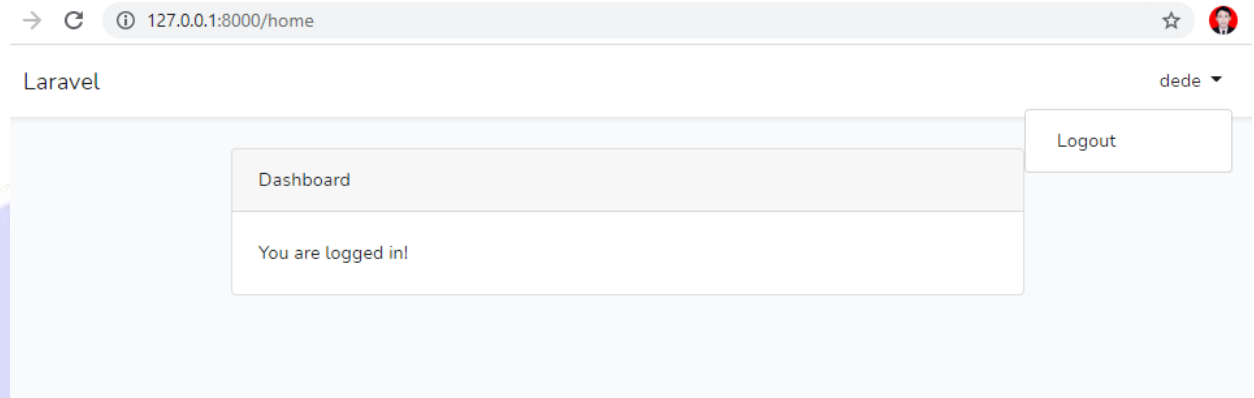 127.0.0.1:8000/home
Laravel
dede
Logout
Dashboard
You are logged in!